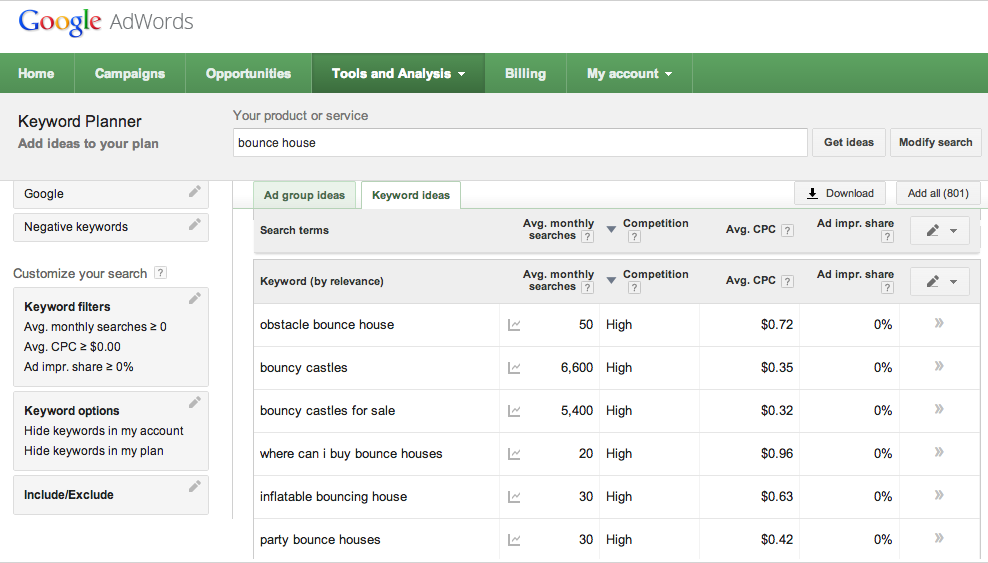 Google AdWords
Home Campaigns Opportunities Tools and Analysis Billing My account
Keyword Planner
Add ideas to your plan
Your product or service
bounce house
Get ideas
Modify search
Google
Negative keywords
Customize your search ?
Keyword filters
Avg. monthly searches ≥ 0
Avg. CPC ≥ $0.00
Ad impr. share ≥ 0%
Keyword options
Hide keywords in my account
Hide keywords in my plan
Include/Exclude
Ad group ideas Keyword ideas
Download
Add all (801)
Search terms Avg. monthly searches ? Competition ? Avg. CPC ? Ad impr. share ?
Keyword (by relevance) Avg. monthly searches ? Competition ? Avg. CPC ? Ad impr. share ?
obstacle bounce house 50 High $0.72 0% »
bouncy castles 6,600 High $0.35 0% »
bouncy castles for sale 5,400 High $0.32 0% »
where can i buy bounce houses 20 High $0.96 0% »
inflatable bouncing house 30 High $0.63 0% »
party bounce houses 30 High $0.42 0% »